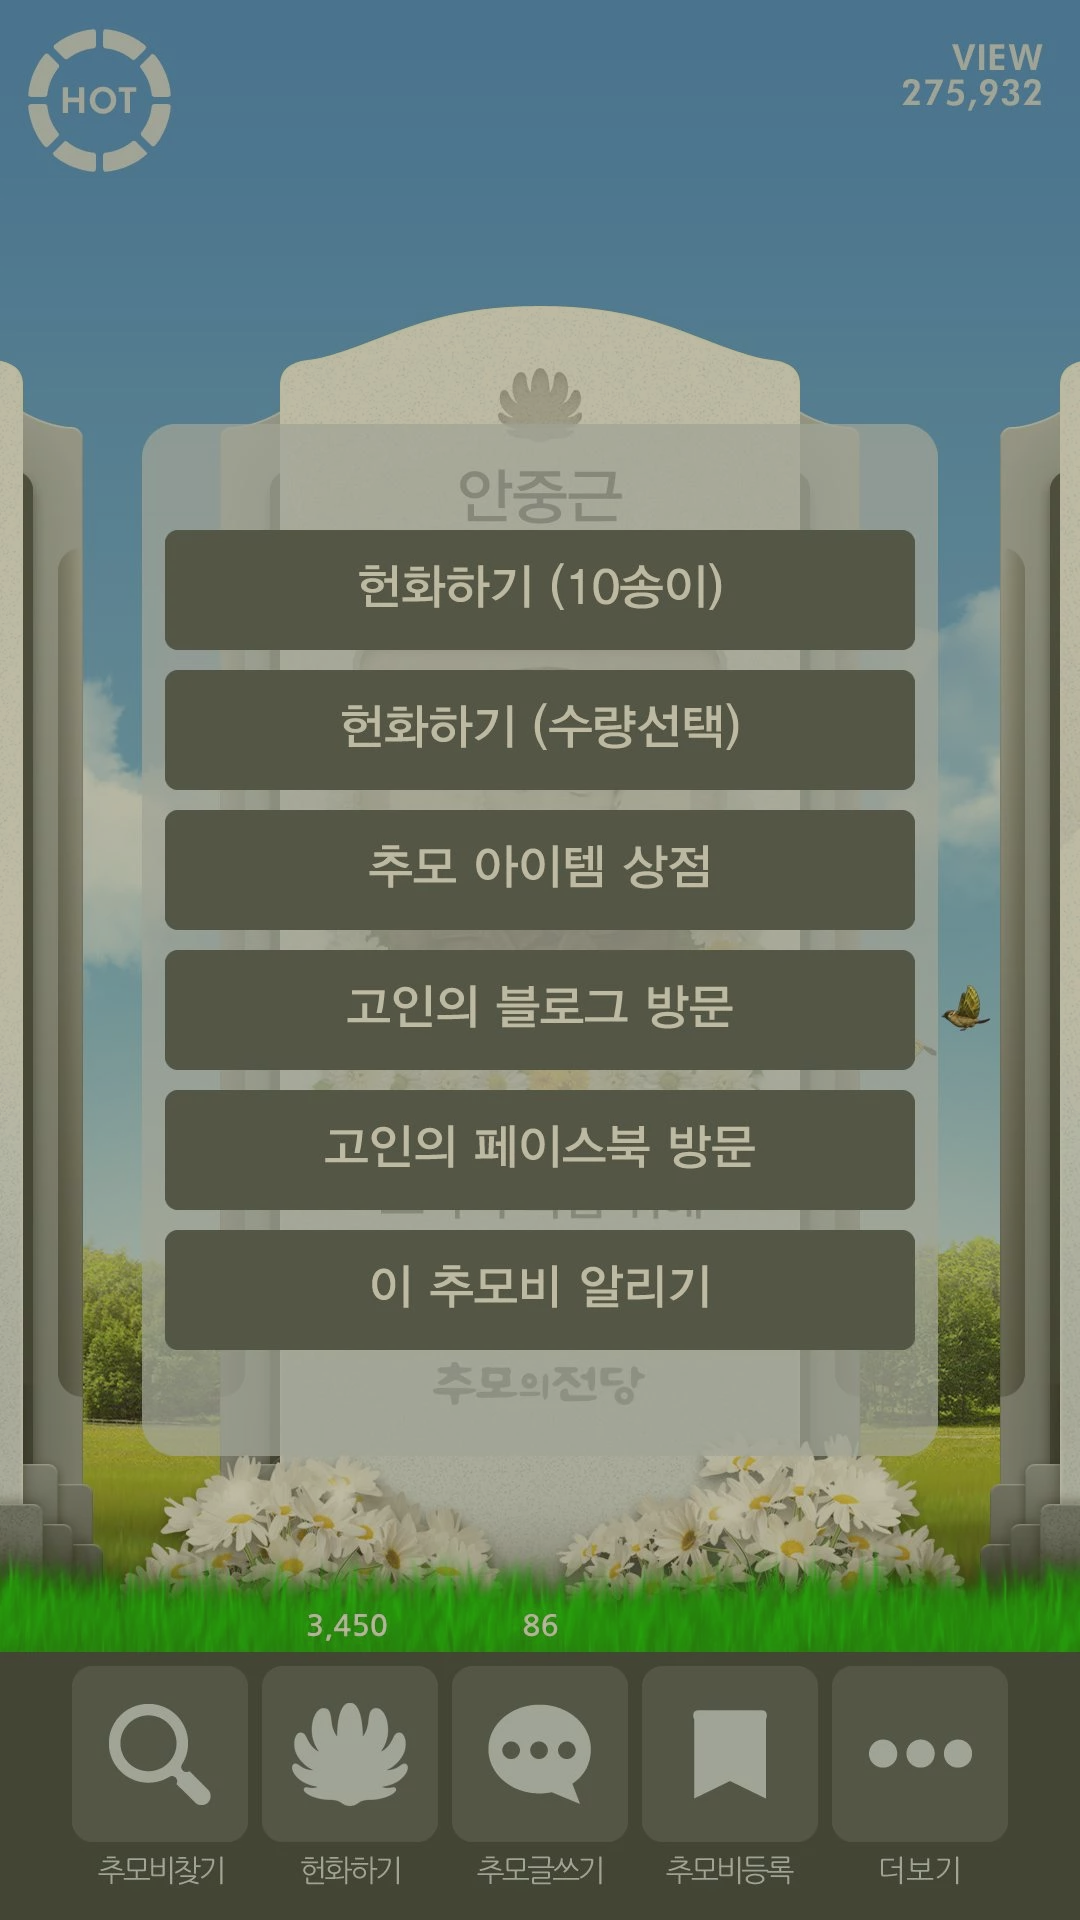 HOT
VIEW
275,932
안중근
헌화하기 (10송이)
헌화하기 (수량선택)
추모 아이템 상점
고인의 블로그 방문
고인의 페이스북 방문
이 추모비 알리기
추모의전당
3,450
86
추모비찾기
헌화하기
추모글쓰기
추모비등록
더보기